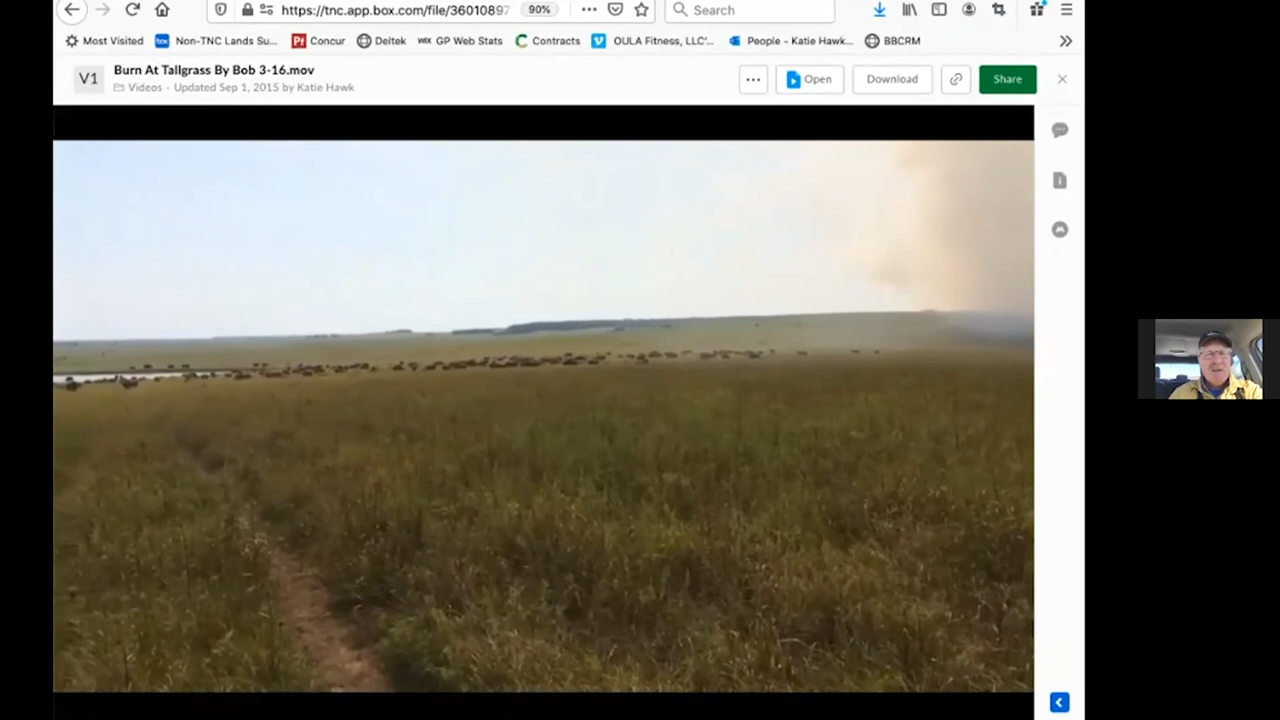 https://tnc.app.box.com/file/36010897
90%
Search
Most Visited
Non-TNC Lands Su...
Concur
Deltek
GP Web Stats
Contracts
OULA Fitness, LLC'...
People - Katie Hawk...
BBCRM
V1
Burn At Tallgrass By Bob 3-16.mov
Videos · Updated Sep 1, 2015 by Katie Hawk
Open
Download
Share